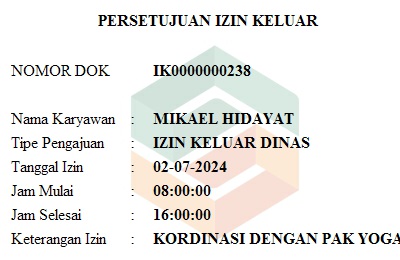 PERSETUJUAN IZIN KELUAR
NOMOR DOK IK0000000238
Nama Karyawan : MIKAEL HIDAYAT
Tipe Pengajuan : IZIN KELUAR DINAS
Tanggal Izin : 02-07-2024
Jam Mulai : 08:00:00
Jam Selesai : 16:00:00
Keterangan Izin : KORDINASI DENGAN PAK YOGA